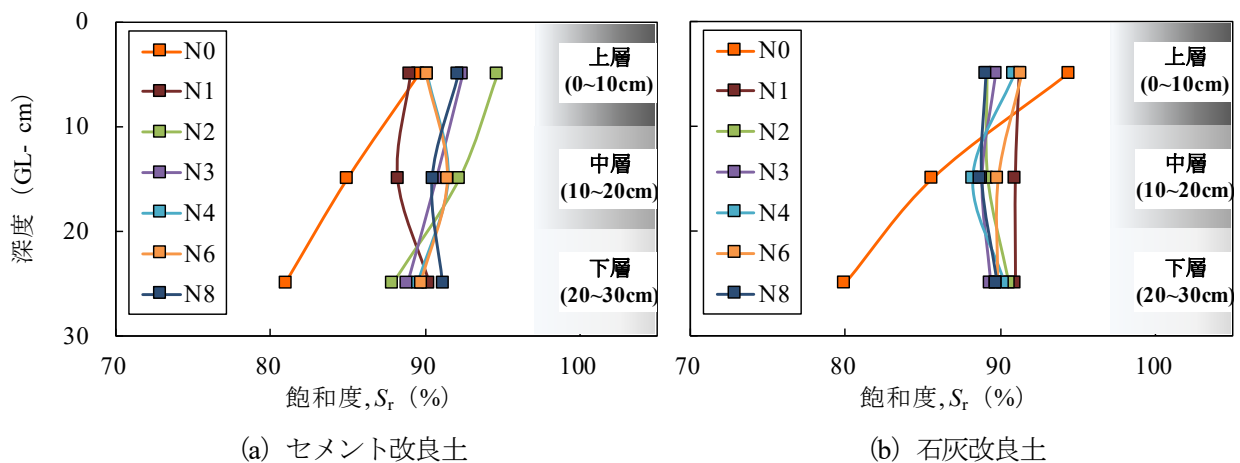 深度（GL- cm）
0
10
20
30
N0
N1
N2
N3
N4
N6
N8
上層
(0~10cm)
中層
(10~20cm)
下層
(20~30cm)
70
80
90
100
飽和度, Sr（%）
(a) セメント改良土
N0
N1
N2
N3
N4
N6
N8
上層
(0~10cm)
中層
(10~20cm)
下層
(20~30cm)
70
80
90
100
飽和度, Sr（%）
(b) 石灰改良土